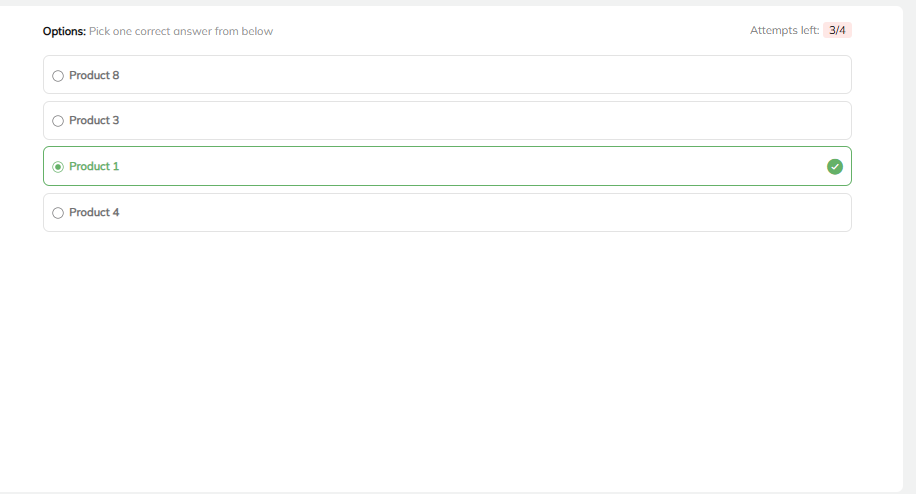 Options: Pick one correct answer from below
Attempts left: 3/4
Product 8
Product 3
Product 1
Product 4